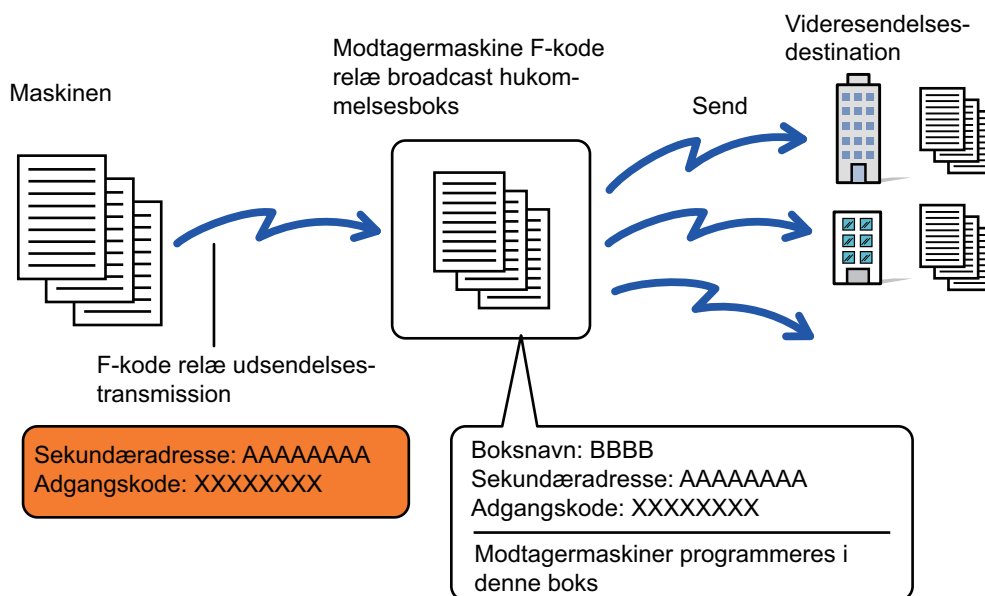 Maskinen
Modtagermaskine F-kode
relæ broadcast hukom-
melsesboks
Videresendelses-
destination
Send
F-kode relæ udsendelses-
transmission
Sekundæradresse: AAAAAAAA
Adgangskode: XXXXXXXX
Boksnavn: BBBB
Sekundæradresse: AAAAAAAA
Adgangskode: XXXXXXXX
Modtagermaskiner programmeres i
denne boks